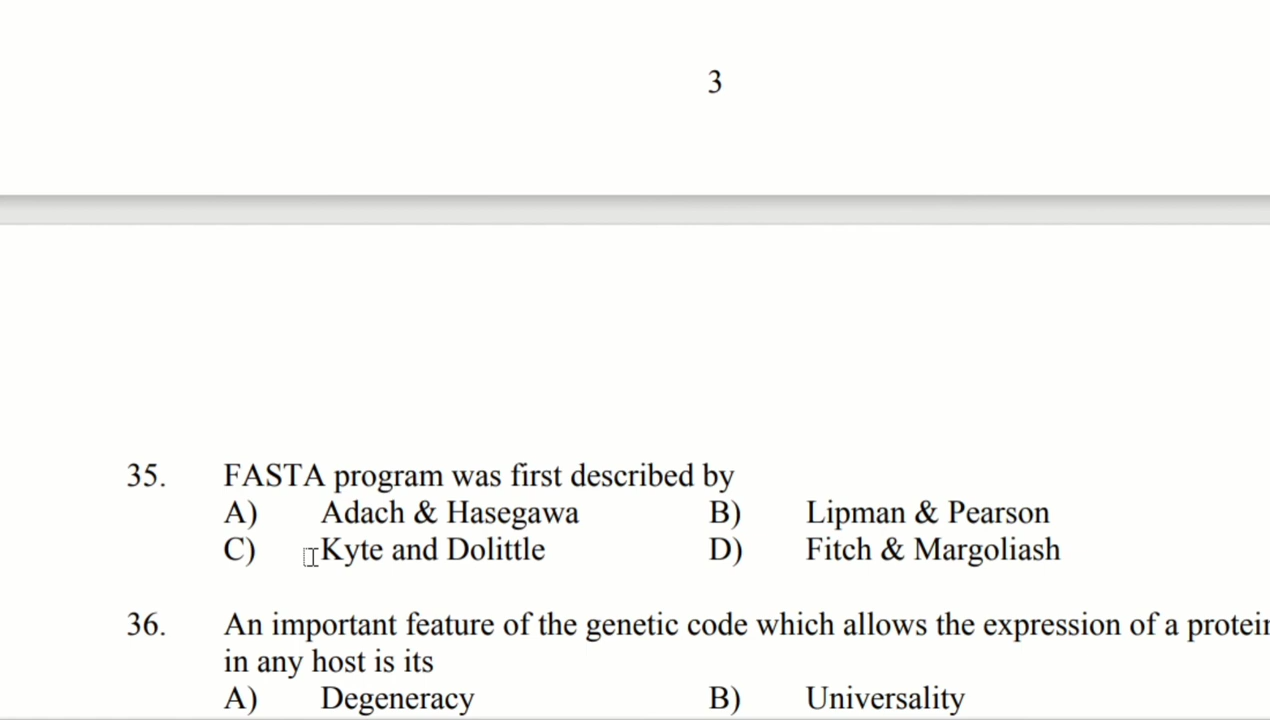 3
35. FASTA program was first described by
A) Adach & Hasegawa B) Lipman & Pearson
C) Kyte and Dolittle D) Fitch & Margoliash
36. An important feature of the genetic code which allows the expression of a protein
in any host is its
A) Degeneracy B) Universality